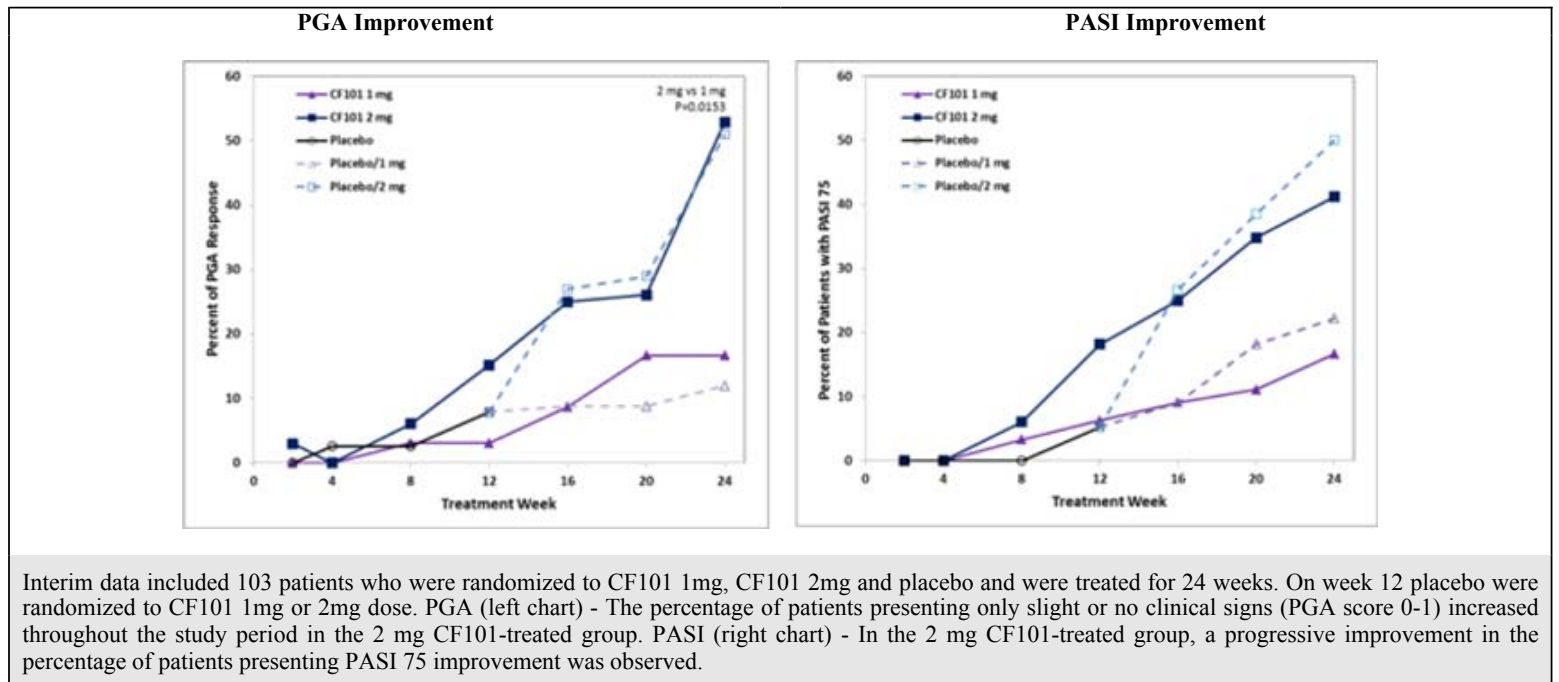 PGA Improvement
PASI Improvement
60
50
40
30
20
10
0
Percent of PGA Response
CF101 1 mg
CF101 2 mg
Placebo
Placebo/1 mg
Placebo/2 mg
2 mg vs 1 mg
P=0.0153
0 4 8 12 16 20 24
Treatment Week
60
50
40
30
20
10
0
Percent of Patients with PASI 75
CF101 1 mg
CF101 2 mg
Placebo
Placebo/1 mg
Placebo/2 mg
0 4 8 12 16 20 24
Treatment Week
Interim data included 103 patients who were randomized to CF101 1mg, CF101 2mg and placebo and were treated for 24 weeks. On week 12 placebo were
randomized to CF101 1mg or 2mg dose. PGA (left chart) - The percentage of patients presenting only slight or no clinical signs (PGA score 0-1) increased
throughout the study period in the 2 mg CF101-treated group. PASI (right chart) - In the 2 mg CF101-treated group, a progressive improvement in the
percentage of patients presenting PASI 75 improvement was observed.